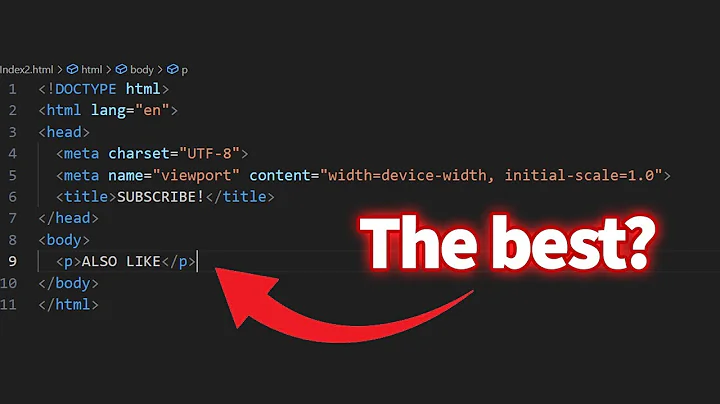 Index2.html > html > body > p
1 <!DOCTYPE html>
2 <html lang="en">
3 <head>
4 <meta charset="UTF-8">
5 <meta name="viewport" content="width=device-width, initial-scale=1.0">
6 <title>SUBSCRIBE!</title>
7 </head>
8 <body>
9 <p>ALSO LIKE</p>
10 </body>
11 </html>
The best?